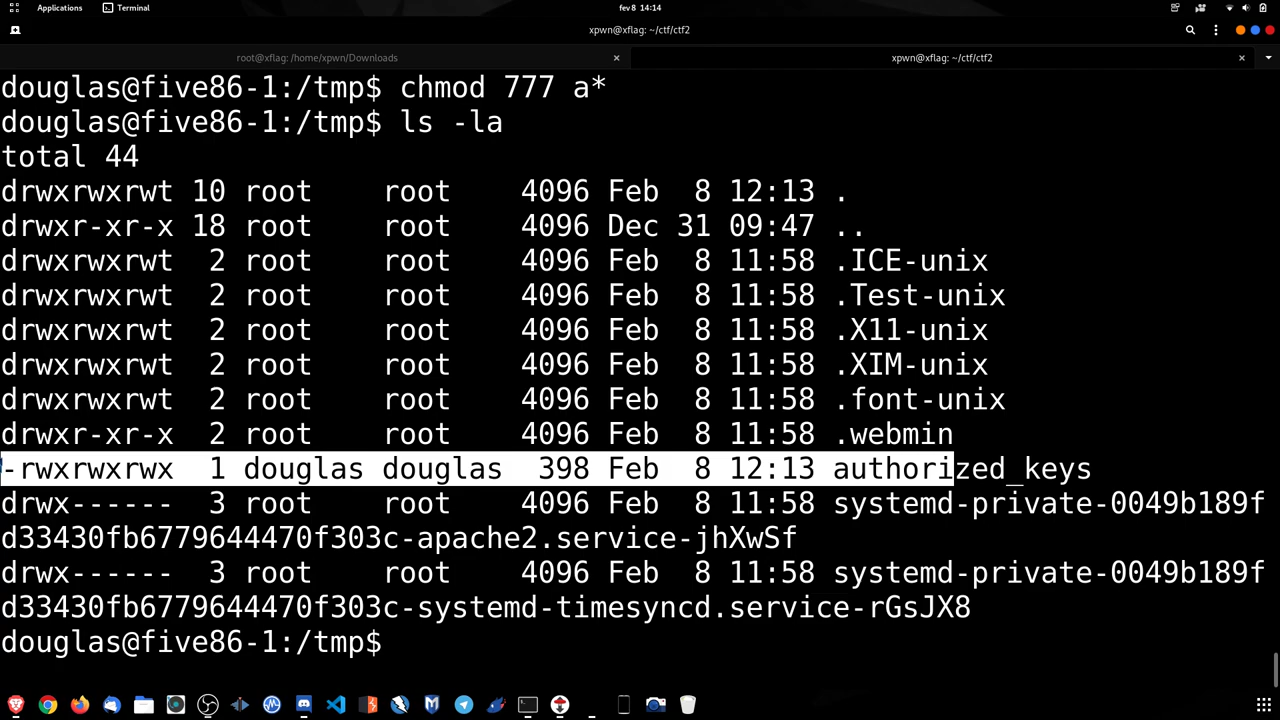 Applications Terminal fev 8 14:14
xpwn@xflag: ~/ctf/ctf2
root@xflag: /home/xpwn/Downloads xpwn@xflag: ~/ctf/ctf2
douglas@five86-1:/tmp$ chmod 777 a*
douglas@five86-1:/tmp$ ls -la
total 44
drwxrwxrwt 10 root root 4096 Feb 8 12:13 .
drwxr-xr-x 18 root root 4096 Dec 31 09:47 ..
drwxrwxrwt 2 root root 4096 Feb 8 11:58 .ICE-unix
drwxrwxrwt 2 root root 4096 Feb 8 11:58 .Test-unix
drwxrwxrwt 2 root root 4096 Feb 8 11:58 .X11-unix
drwxrwxrwt 2 root root 4096 Feb 8 11:58 .XIM-unix
drwxrwxrwt 2 root root 4096 Feb 8 11:58 .font-unix
drwxr-xr-x 2 root root 4096 Feb 8 11:58 .webmin
-rwxrwxrwx 1 douglas douglas 398 Feb 8 12:13 authorized_keys
drwx------ 3 root root 4096 Feb 8 11:58 systemd-private-0049b189f
d33430fb6779644470f303c-apache2.service-jhXwSf
drwx------ 3 root root 4096 Feb 8 11:58 systemd-private-0049b189f
d33430fb6779644470f303c-systemd-timesyncd.service-rGsJX8
douglas@five86-1:/tmp$